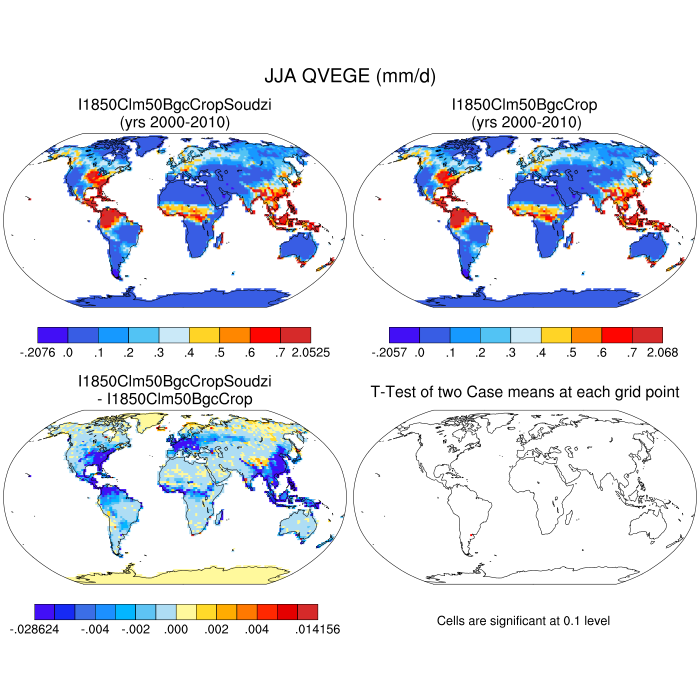 JJA QVEGE (mm/d)
I1850Clm50BgcCropSoudzi
(yrs 2000-2010)
I1850Clm50BgcCrop
(yrs 2000-2010)
-.2076 .0 .1 .2 .3 .4 .5 .6 .7 2.0525
-.2057 .0 .1 .2 .3 .4 .5 .6 .7 2.068
I1850Clm50BgcCropSoudzi
- I1850Clm50BgcCrop
T-Test of two Case means at each grid point
-.028624 -.004 -.002 .000 .002 .004 .014156
Cells are significant at 0.1 level